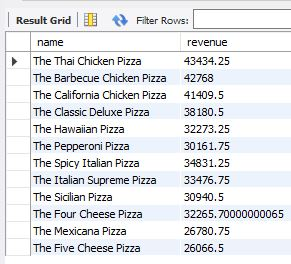 Result Grid Filter Rows:
name revenue
The Thai Chicken Pizza 43434.25
The Barbecue Chicken Pizza 42768
The California Chicken Pizza 41409.5
The Classic Deluxe Pizza 38180.5
The Hawaiian Pizza 32273.25
The Pepperoni Pizza 30161.75
The Spicy Italian Pizza 34831.25
The Italian Supreme Pizza 33476.75
The Sicilian Pizza 30940.5
The Four Cheese Pizza 32265.70000000065
The Mexicana Pizza 26780.75
The Five Cheese Pizza 26066.5